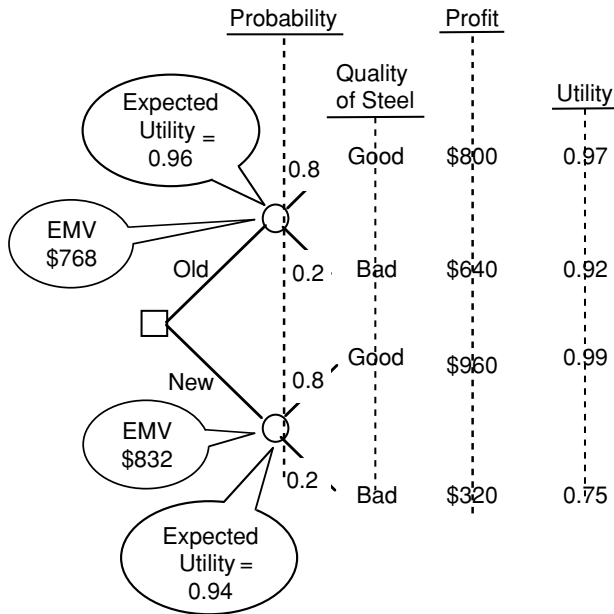 Probability
Profit
Quality
of Steel
Utility
Expected
Utility =
0.96
0.8
Good
$800
0.97
EMV
$768
Old
0.2
Bad
$640
0.92
New
0.8
Good
$960
0.99
EMV
$832
0.2
Bad
$320
0.75
Expected
Utility =
0.94